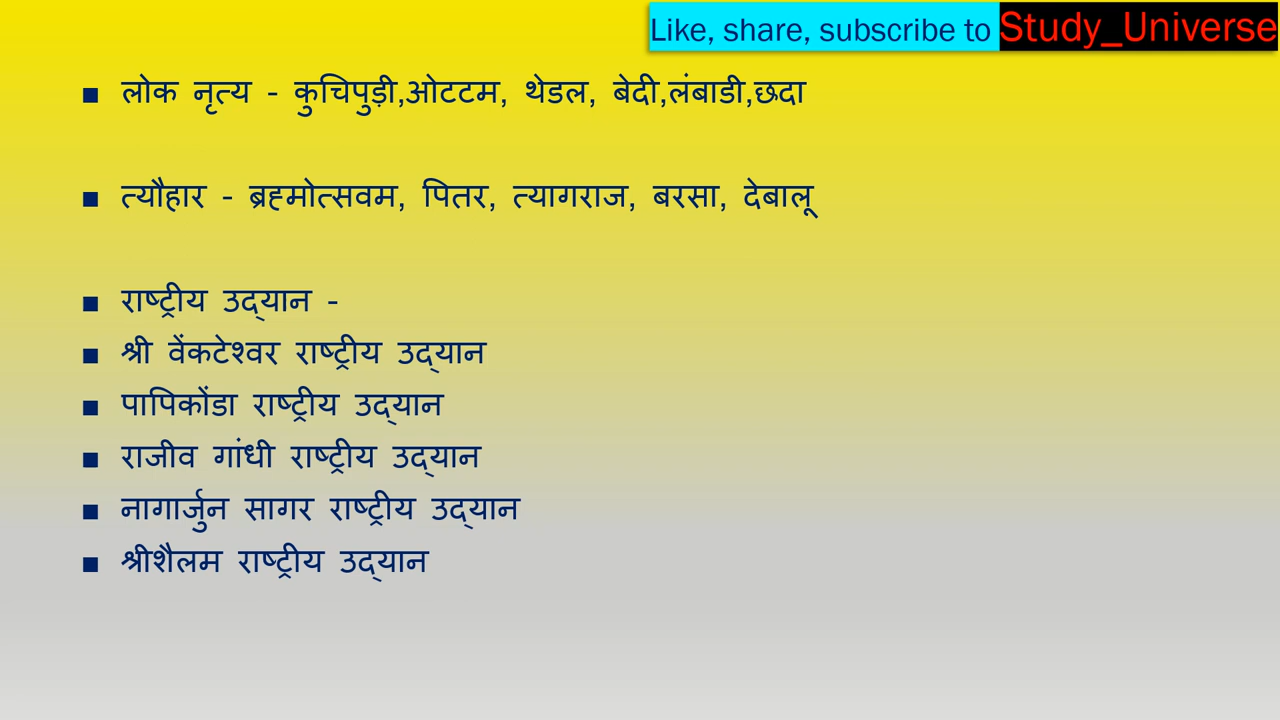 Like, share, subscribe to Study_Universe
▪ लोक नृत्य - कुचिपुड़ी,ओटटम, थेडल, बेदी,लंबाडी,छदा
▪ त्यौहार - ब्रह्मोत्सवम, पितर, त्यागराज, बरसा, देबालू
▪ राष्ट्रीय उद्यान -
▪ श्री वेंकटेश्वर राष्ट्रीय उद्यान
▪ पापिकोंडा राष्ट्रीय उद्यान
▪ राजीव गांधी राष्ट्रीय उद्यान
▪ नागार्जुन सागर राष्ट्रीय उद्यान
▪ श्रीशैलम राष्ट्रीय उद्यान